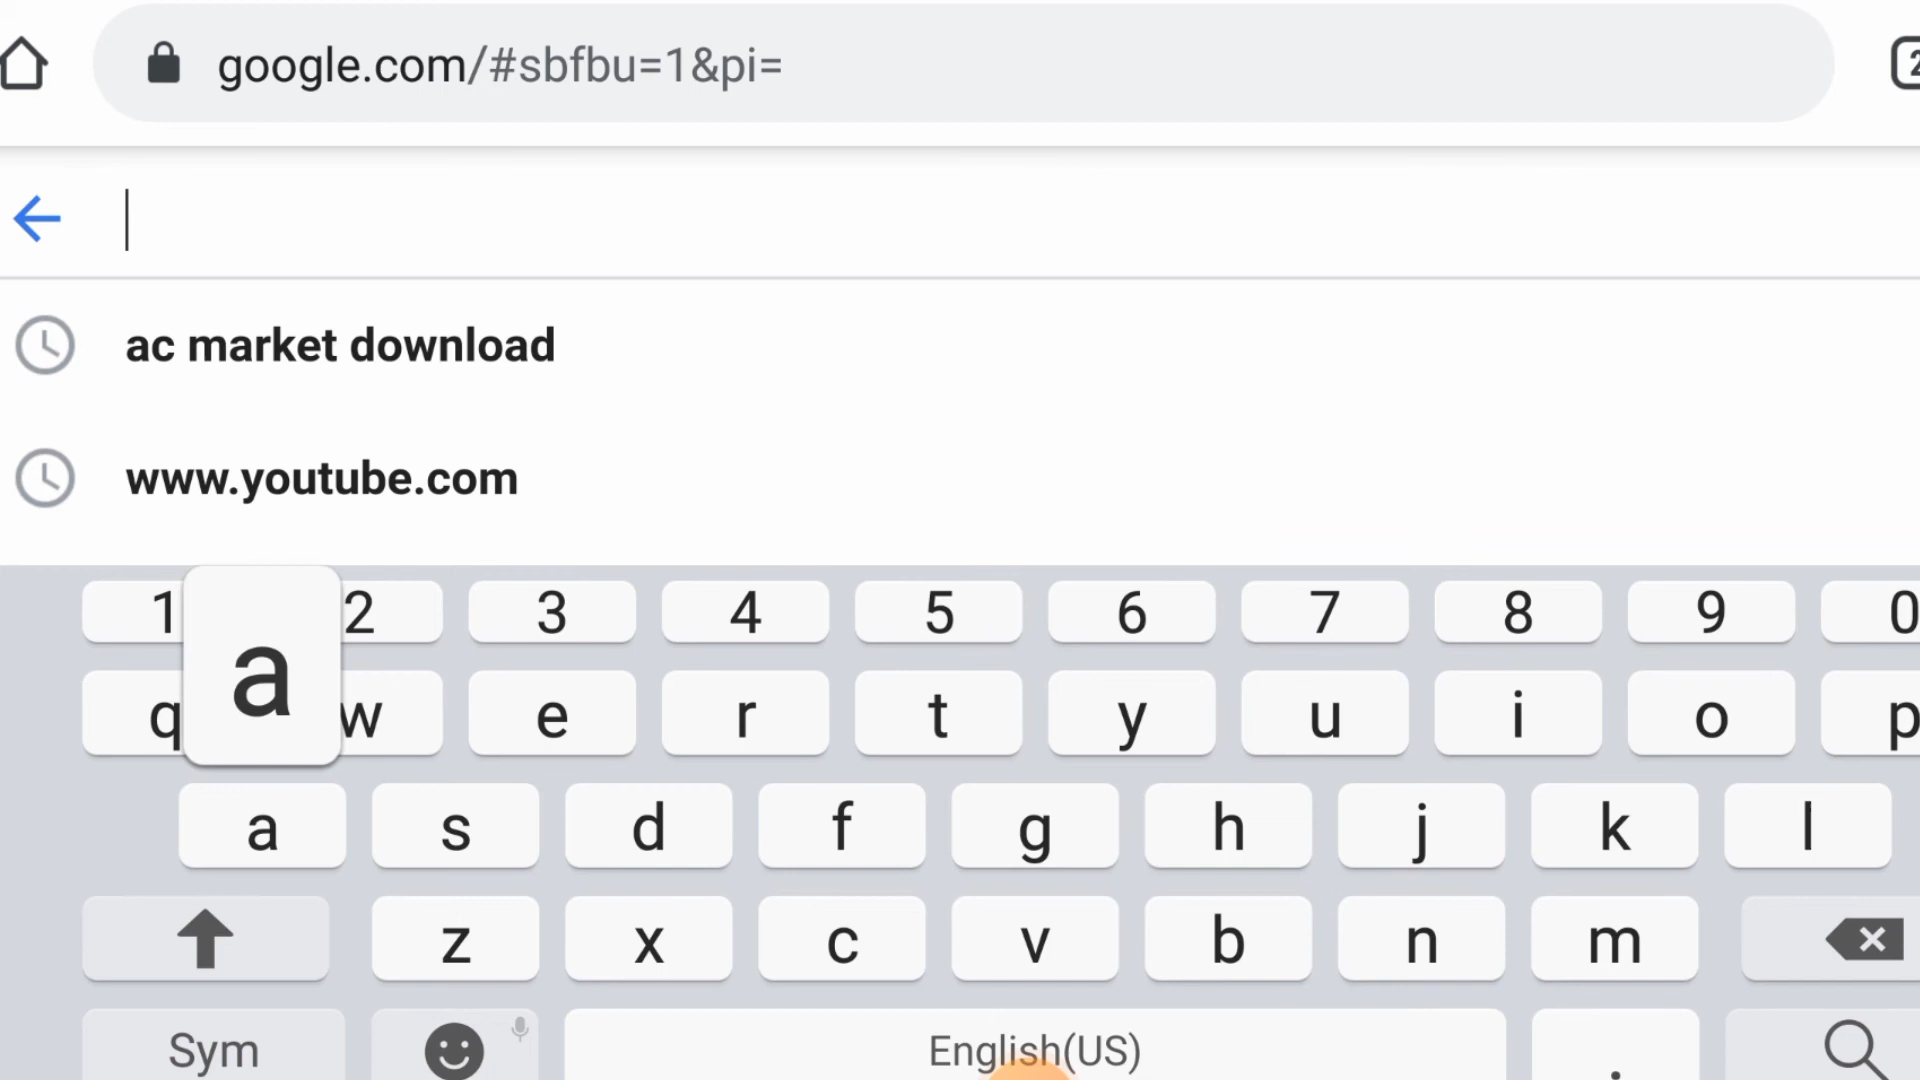 google.com/#sbfbu=1&pi=
2
ac market download
www.youtube.com
1 2 3 4 5 6 7 8 9 0
a
q w e r t y u i o p
a s d f g h j k l
z x c v b n m
Sym English(US) .